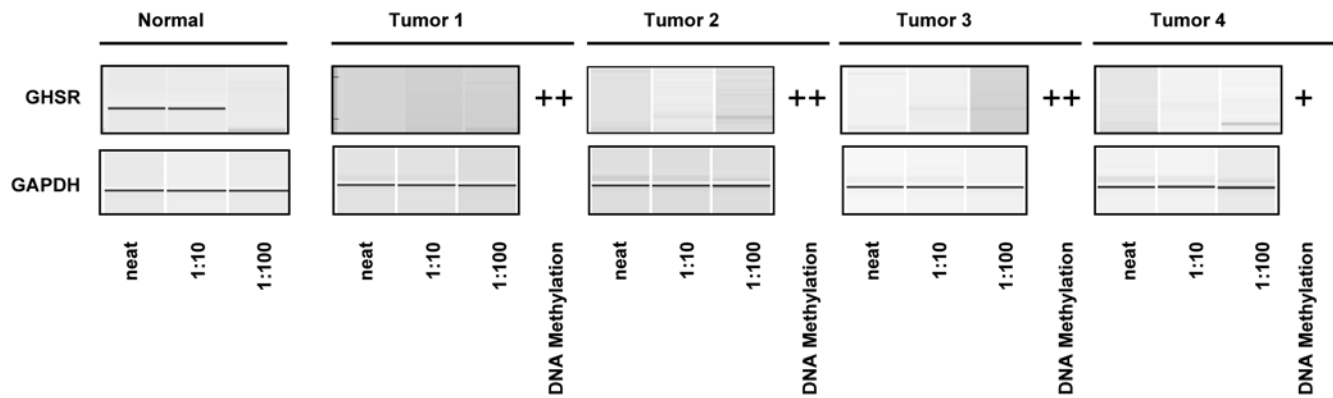 Normal Tumor 1 Tumor 2 Tumor 3 Tumor 4
GHSR ++ ++ ++ +
GAPDH
neat 1:10 1:100 neat 1:10 1:100 DNA Methylation neat 1:10 1:100 DNA Methylation neat 1:10 1:100 DNA Methylation neat 1:10 1:100 DNA Methylation